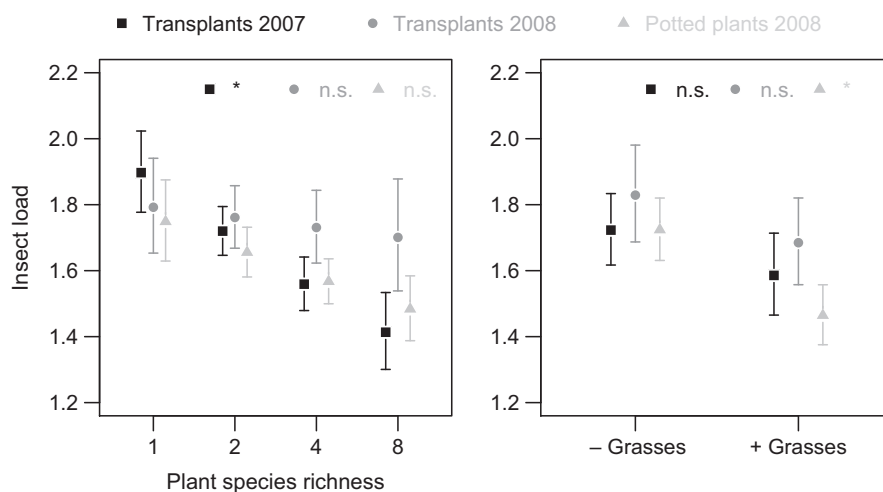 Transplants 2007 Transplants 2008 Potted plants 2008
2.2
2.0
1.8
1.6
1.4
1.2
Insect load
* n.s. n.s.
1 2 4 8
Plant species richness
2.2
2.0
1.8
1.6
1.4
1.2
n.s. n.s. *
– Grasses + Grasses